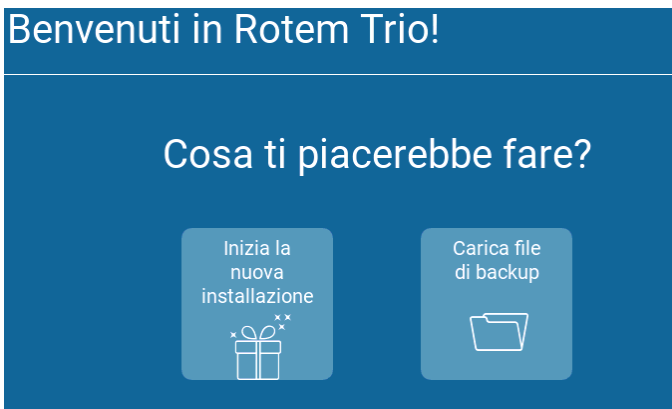 Benvenuti in Rotem Trio!
Cosa ti piacerebbe fare?
Inizia la
nuova
installazione
Carica file
di backup